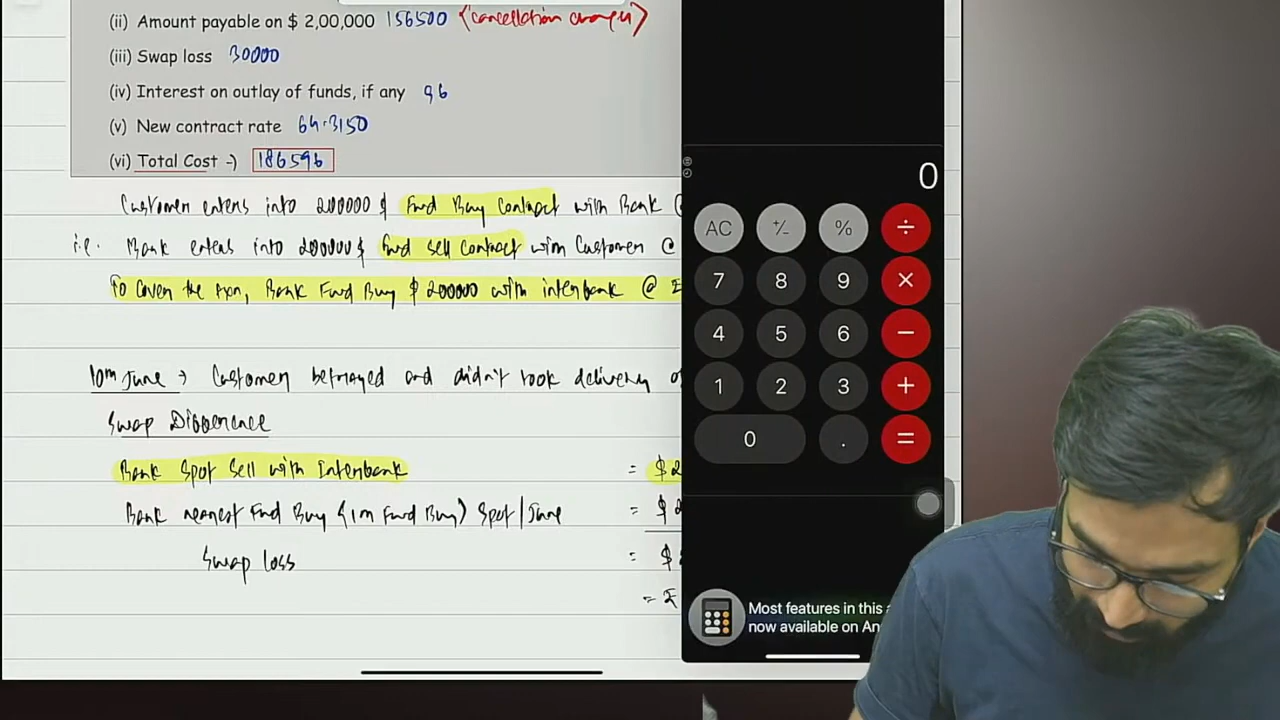 (ii) Amount payable on $ 2,00,000 156500 (cancellation charges)
(iii) Swap loss 30000
(iv) Interest on outlay of funds, if any 96
(v) New contract rate 64.3150
(vi) Total Cost -) 186596
Customer enters into 200000 $ Fwd Buy Contract with Bank @
i.e. Bank enters into 200000 $ Fwd Sell Contract with Customer @
To Cover the txn, Bank Fwd Buy $ 200000 with interbank @ ₹
10th June → Customer betrayed and didn't took delivery of
Swap Difference
Bank Spot Sell with Interbank = $2
Bank nearest Fwd Buy (1m Fwd Buy) Spot/June = $2
Swap loss = $
= ₹
0
AC +/- % ÷
7 8 9 ×
4 5 6 −
1 2 3 +
0 . =
Most features in this a
now available on An